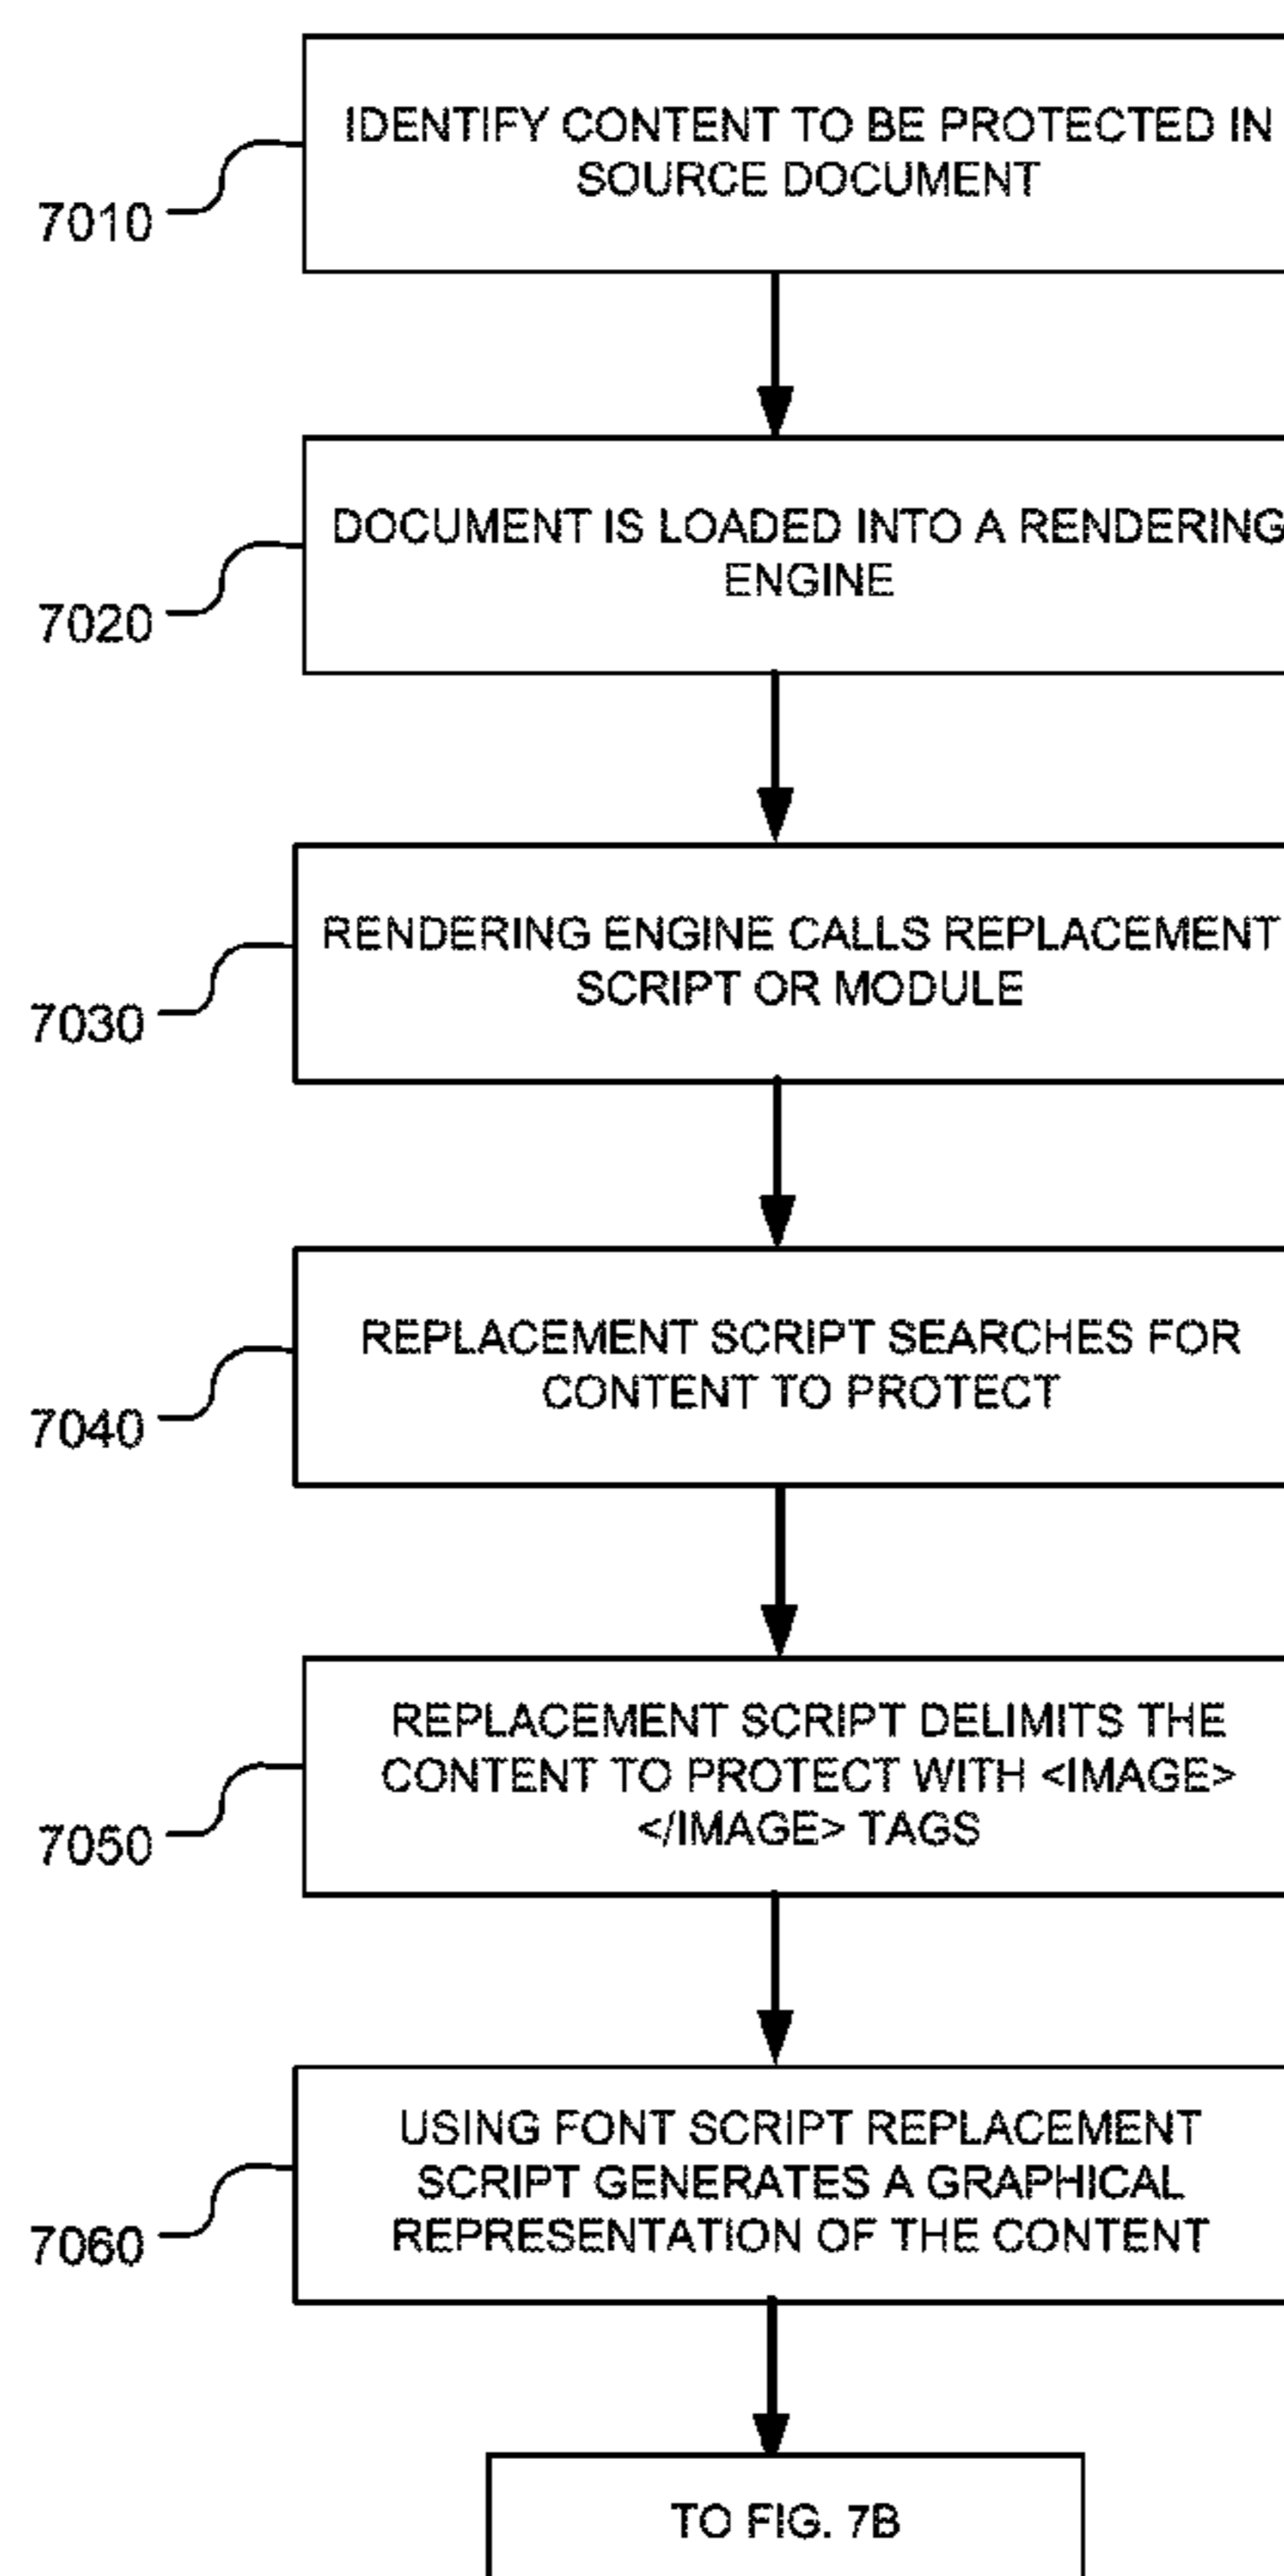 IDENTIFY CONTENT TO BE PROTECTED IN
SOURCE DOCUMENT
7010
DOCUMENT IS LOADED INTO A RENDERING
ENGINE
7020
RENDERING ENGINE CALLS REPLACEMENT
SCRIPT OR MODULE
7030
REPLACEMENT SCRIPT SEARCHES FOR
CONTENT TO PROTECT
7040
REPLACEMENT SCRIPT DELIMITS THE
CONTENT TO PROTECT WITH <IMAGE>
</IMAGE> TAGS
7050
USING FONT SCRIPT REPLACEMENT
SCRIPT GENERATES A GRAPHICAL
REPRESENTATION OF THE CONTENT
7060
TO FIG. 7B